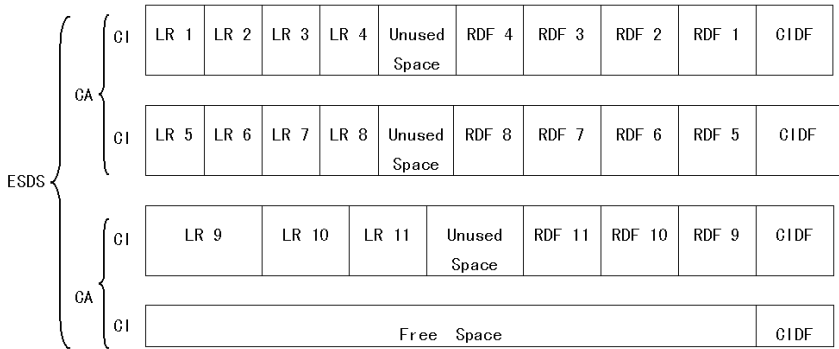 CI LR 1 LR 2 LR 3 LR 4 Unused Space RDF 4 RDF 3 RDF 2 RDF 1 CIDF
CA
CI LR 5 LR 6 LR 7 LR 8 Unused Space RDF 8 RDF 7 RDF 6 RDF 5 CIDF
ESDS
CI LR 9 LR 10 LR 11 Unused Space RDF 11 RDF 10 RDF 9 CIDF
CA
CI Free Space CIDF